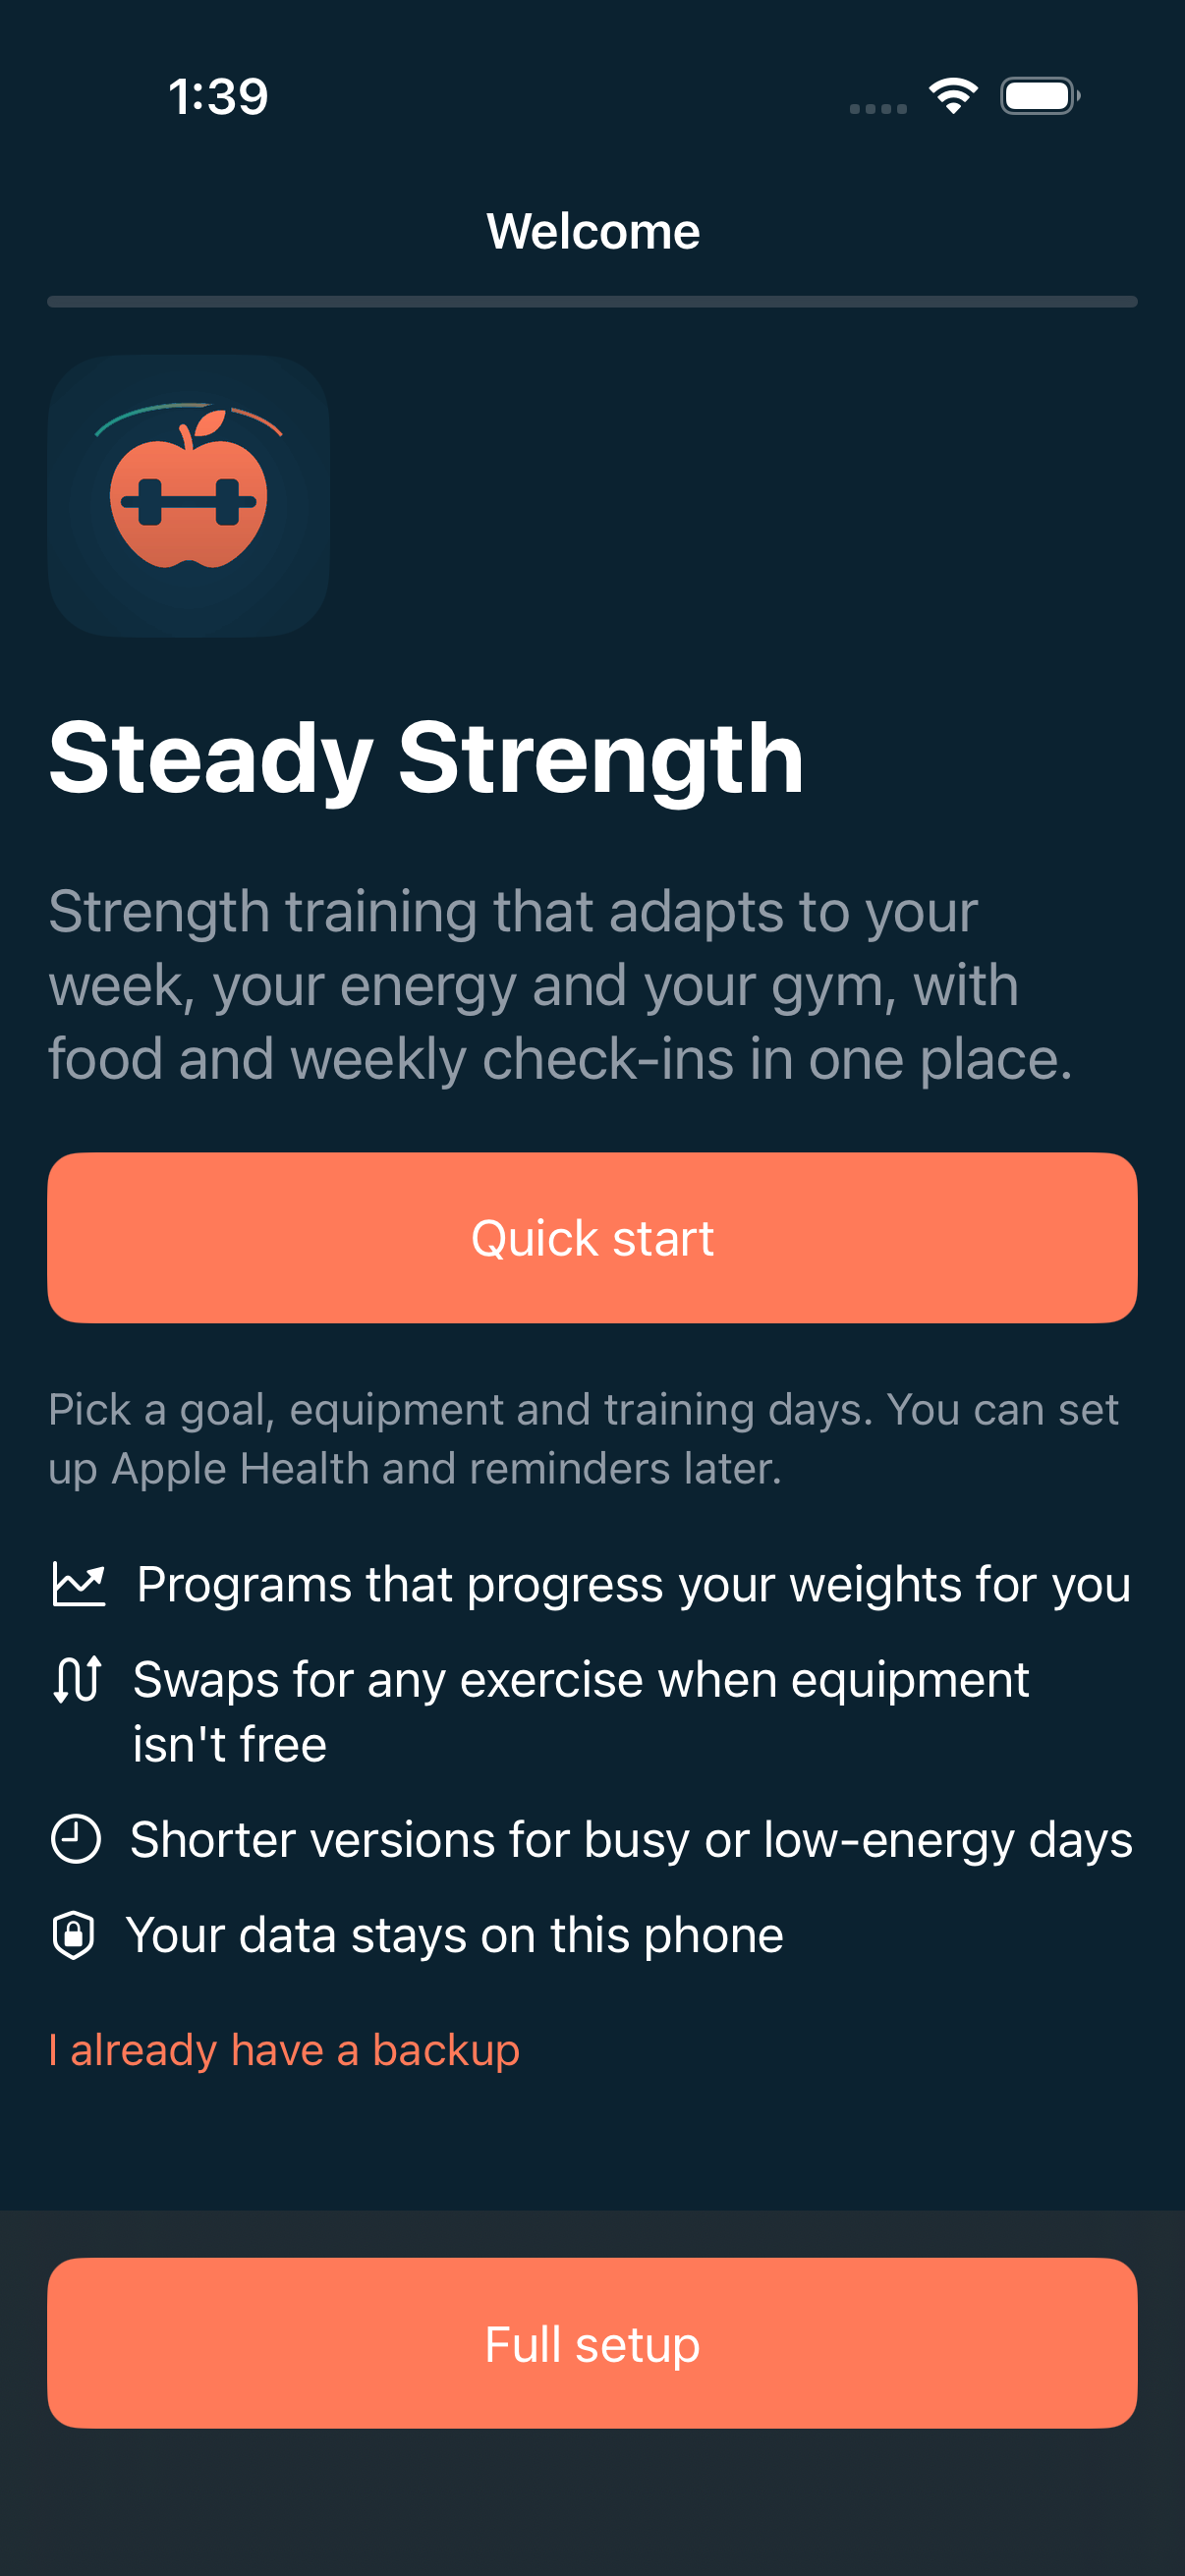 1:39
Welcome
Steady Strength
Strength training that adapts to your
week, your energy and your gym, with
food and weekly check-ins in one place.
Quick start
Pick a goal, equipment and training days. You can set
up Apple Health and reminders later.
Programs that progress your weights for you
Swaps for any exercise when equipment
isn't free
Shorter versions for busy or low-energy days
Your data stays on this phone
I already have a backup
Full setup